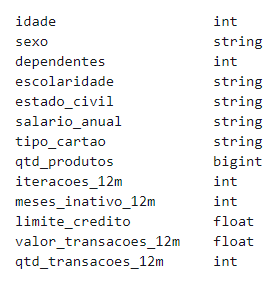 idade int
sexo string
dependentes int
escolaridade string
estado_civil string
salario_anual string
tipo_cartao string
qtd_produtos bigint
iteracoes_12m int
meses_inativo_12m int
limite_credito float
valor_transacoes_12m float
qtd_transacoes_12m int